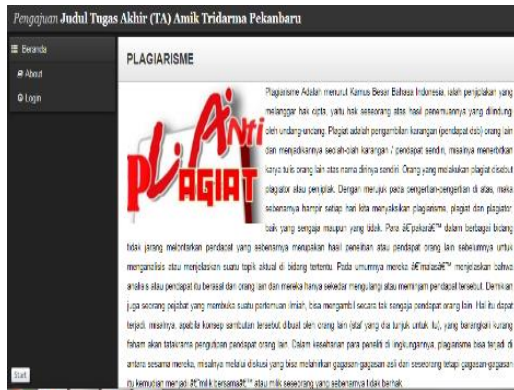 Pengajuan Judul Tugas Akhir (TA) Amik Tridarma Pekanbaru
Beranda
About
Login
PLAGIARISME
Anti
PLAGIAT
Plagiarisme Adalah menurut Kamus Besar Bahasa Indonesia, ialah penjiplakan yang
melanggar hak cipta, yaitu hak seseorang atas hasil penemuannya yang dilindungi
oleh undang-undang. Plagiat adalah pengambilan karangan (pendapat dsb) orang lain
dan menjadikannya seolah-olah karangan / pendapat sendiri, misalnya menerbitkan
karya tulis orang lain atas nama dirinya sendiri. Orang yang melakukan plagiat disebut
plagiator atau penjiplak. Dengan merujuk pada pengertian-pengertian di atas, maka
sebenarnya hampir setiap hari kita menyaksikan plagiarisme, plagiat dan plagiator,
baik yang sengaja maupun yang tidak. Para â€˜pakarâ€™ dalam berbagai bidang
tidak jarang melontarkan pendapat yang sebenarnya merupakan hasil penelitian atau pendapat orang lain sebelumnya untuk
menganalisis atau menjelaskan suatu topik aktual di bidang tertentu. Pada umumnya mereka â€˜malasâ€™ menjelaskan bahwa
analisis atau pendapat itu berasal dari orang lain dan mereka hanya sekedar mengulangi atau meminjam pendapat tersebut. Demikian
juga seorang pejabat yang membuka suatu pertemuan ilmiah, bisa mengambil secara tak sengaja pendapat orang lain. Hal itu dapat
terjadi, misalnya, apabila konsep sambutan tersebut dibuat oleh orang lain (staf yang dia tunjuk untuk itu), yang barangkali kurang
faham akan tatakrama pengutipan pendapat orang lain. Dalam keseharian para peneliti di lingkungannya, plagiarisme bisa terjadi di
antara sesama mereka, misalnya melalui diskusi yang bisa melahirkan gagasan-gagasan asli dari seseorang tetapi gagasan-gagasan
itu kemudian menjadi â€˜milik bersamaâ€™ atau milik seseorang yang sebenarnya tidak berhak.
Start